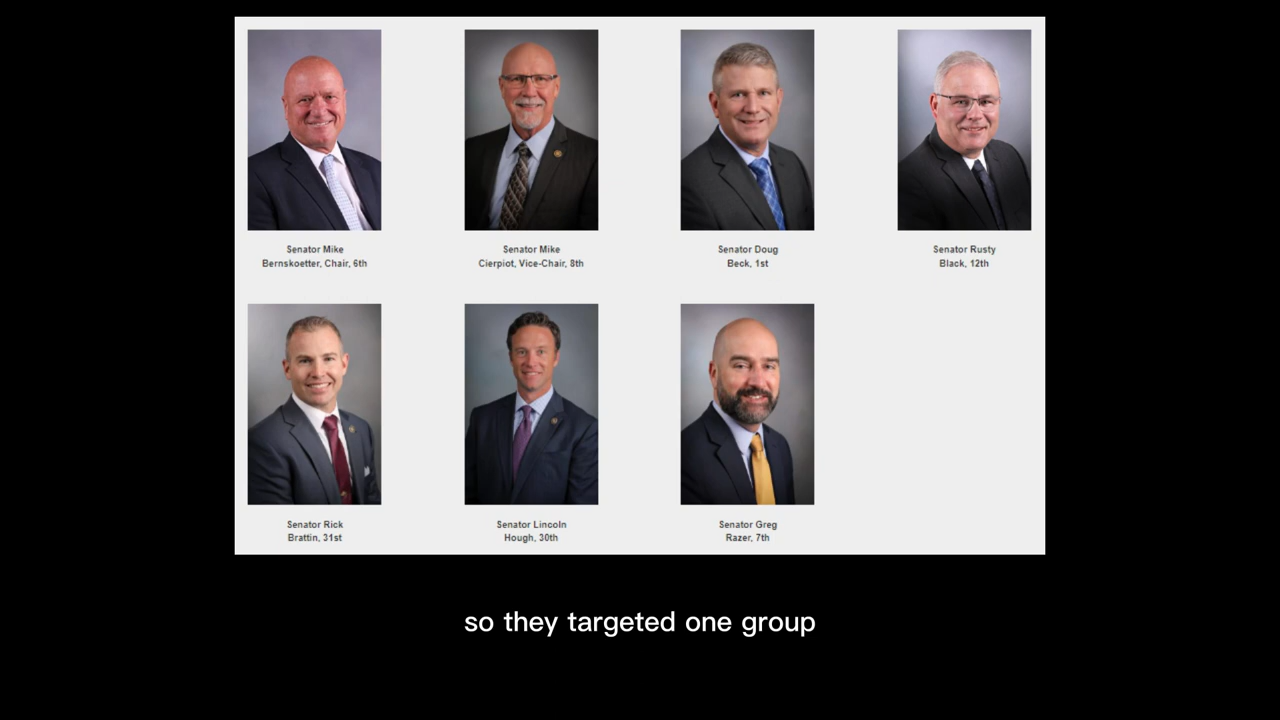 Senator Mike
Bernskoetter, Chair, 6th
Senator Mike
Cierpiot, Vice-Chair, 8th
Senator Doug
Beck, 1st
Senator Rusty
Black, 12th
Senator Rick
Brattin, 31st
Senator Lincoln
Hough, 30th
Senator Greg
Razer, 7th
so they targeted one group